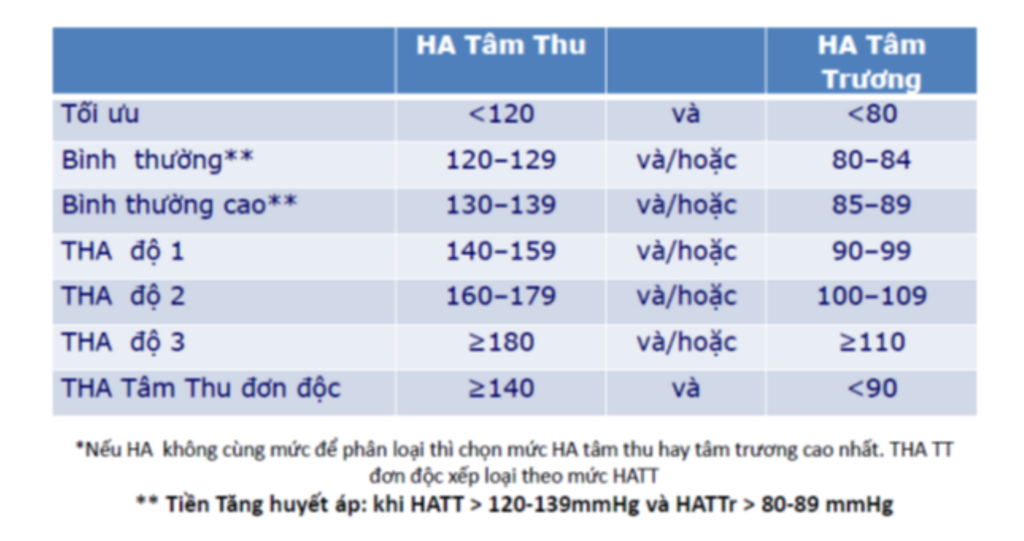 HA Tâm Thu HA Tâm Trương
Tối ưu <120 và <80
Bình thường** 120–129 và/hoặc 80–84
Bình thường cao** 130–139 và/hoặc 85–89
THA độ 1 140–159 và/hoặc 90–99
THA độ 2 160–179 và/hoặc 100–109
THA độ 3 ≥180 và/hoặc ≥110
THA Tâm Thu đơn độc ≥140 và <90
*Nếu HA không cùng mức để phân loại thì chọn mức HA tâm thu hay tâm trương cao nhất. THA TT
đơn độc xếp loại theo mức HATT
** Tiền Tăng huyết áp: khi HATT > 120-139mmHg và HATTr > 80-89 mmHg